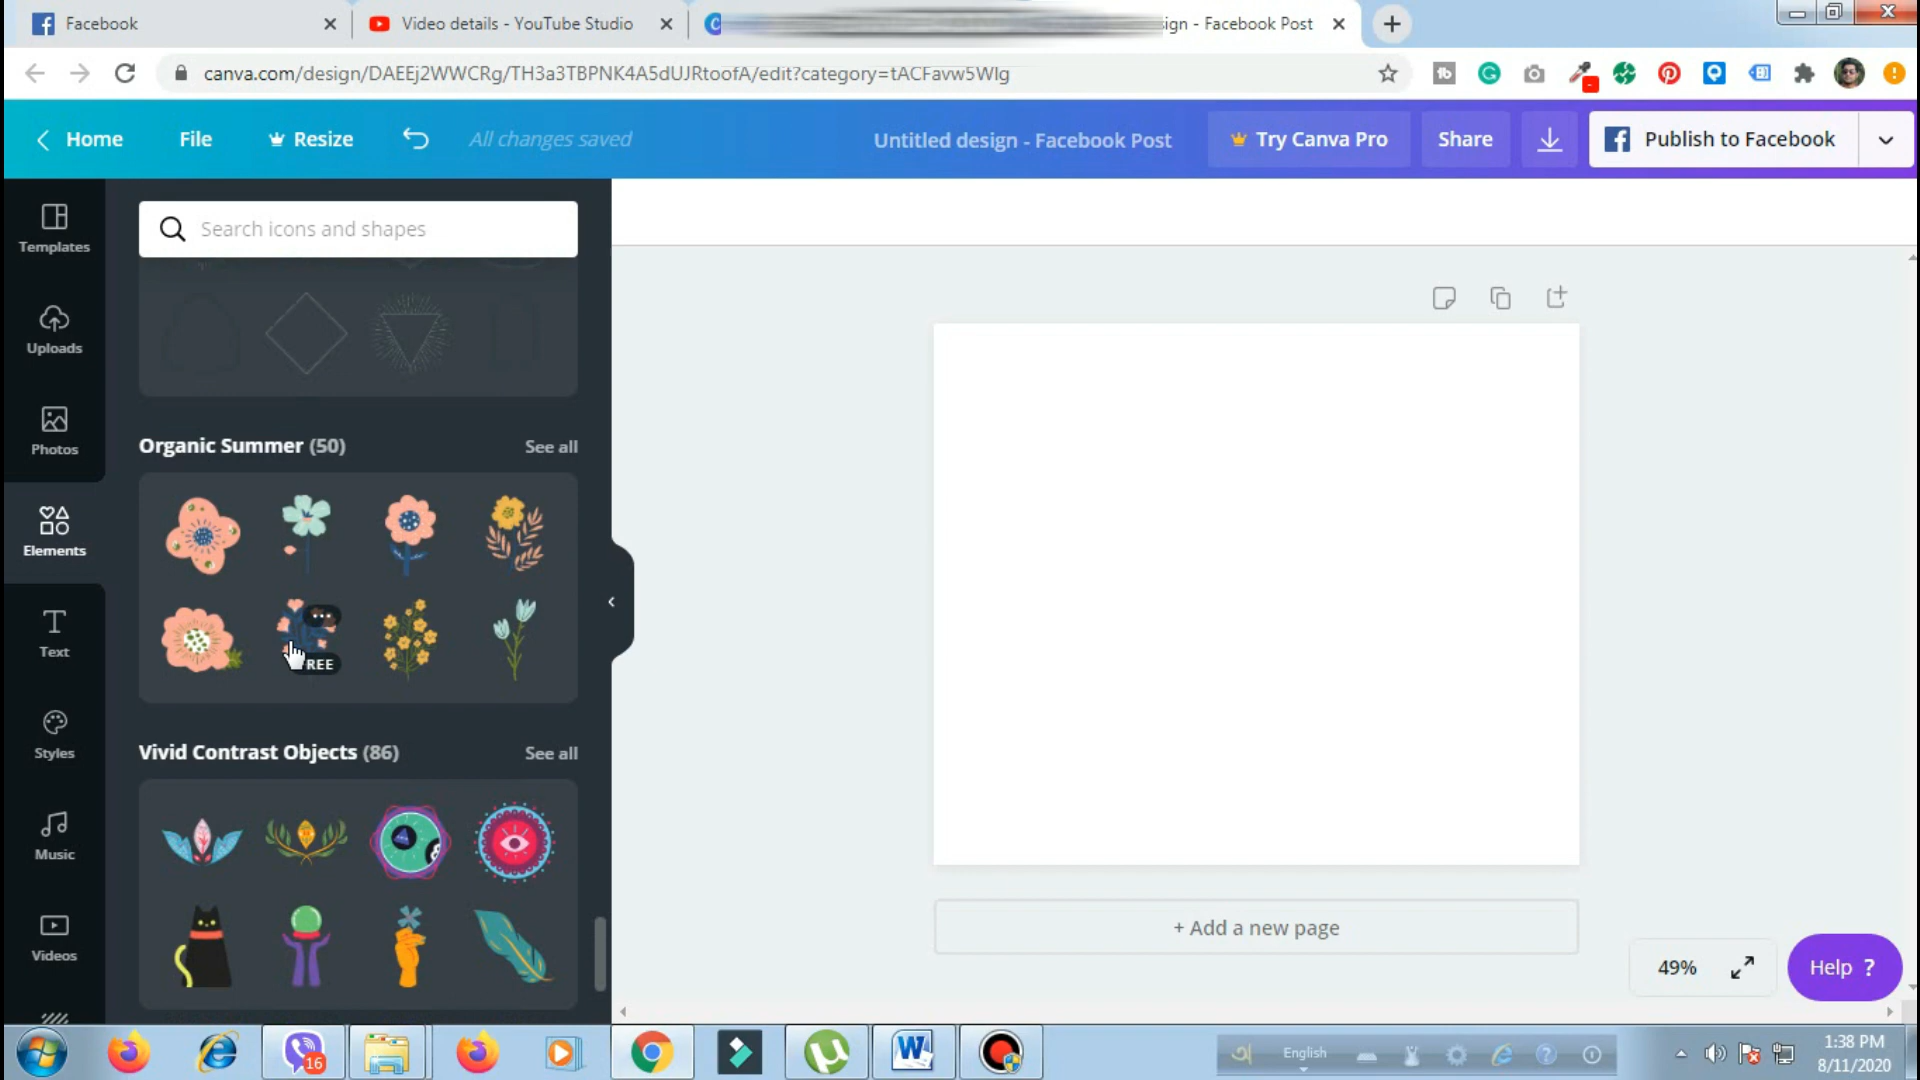 Facebook
Video details - YouTube Studio
ign - Facebook Post
canva.com/design/DAEEj2WWCRg/TH3a3TBPNK4A5dUJRtoofA/edit?category=tACFavw5WIg
Home
File
Resize
All changes saved
Untitled design - Facebook Post
Try Canva Pro
Share
Publish to Facebook
Templates
Uploads
Photos
Elements
Text
Styles
Music
Videos
Search icons and shapes
Organic Summer (50)
See all
REE
Vivid Contrast Objects (86)
See all
+ Add a new page
49%
Help ?
16
English
1:38 PM
8/11/2020